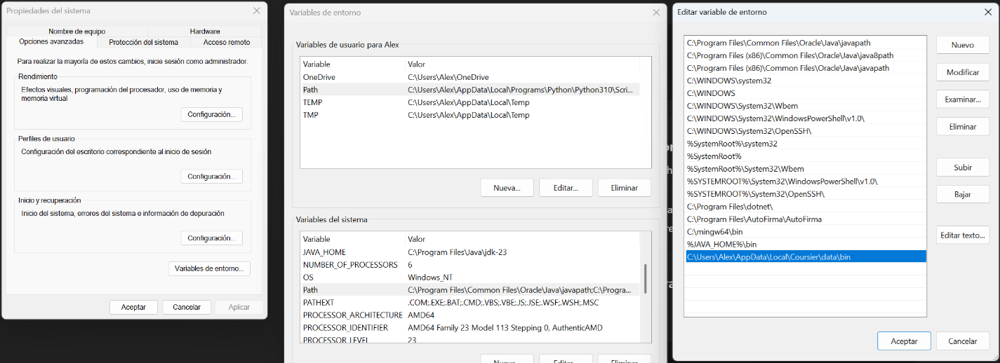 Propiedades del sistema
Nombre de equipo
Hardware
Opciones avanzadas
Protección del sistema
Acceso remoto
Para realizar la mayoría de estos cambios, inicie sesión como administrador.
Rendimiento
Efectos visuales, programación del procesador, uso de memoria y
memoria virtual
Configuración...
Perfiles de usuario
Configuración del escritorio correspondiente al inicio de sesión
Configuración...
Inicio y recuperación
Inicio del sistema, errores del sistema e información de depuración
Configuración...
Variables de entorno...
Aceptar
Cancelar
Aplicar
Variables de entorno
Variables de usuario para Alex
Variable Valor
OneDrive C:\Users\Alex\OneDrive
Path C:\Users\Alex\AppData\Local\Programs\Python\Python310\Scri...
TEMP C:\Users\Alex\AppData\Local\Temp
TMP C:\Users\Alex\AppData\Local\Temp
Nueva...
Editar...
Eliminar
Variables del sistema
Variable Valor
JAVA_HOME C:\Program Files\Java\jdk-23
NUMBER_OF_PROCESSORS 6
OS Windows_NT
Path C:\Program Files\Common Files\Oracle\Java\javapath;C:\Progra...
PATHEXT .COM;.EXE;.BAT;.CMD;.VBS;.VBE;.JS;.JSE;.WSF;.WSH;.MSC
PROCESSOR_ARCHITECTURE AMD64
PROCESSOR_IDENTIFIER AMD64 Family 23 Model 113 Stepping 0, AuthenticAMD
PROCESSOR_LEVEL 23
Nueva...
Editar...
Eliminar
Editar variable de entorno
C:\Program Files\Common Files\Oracle\Java\javapath
C:\Program Files (x86)\Common Files\Oracle\Java\java8path
C:\Program Files (x86)\Common Files\Oracle\Java\javapath
C:\WINDOWS\system32
C:\WINDOWS
C:\WINDOWS\System32\Wbem
C:\WINDOWS\System32\WindowsPowerShell\v1.0\
C:\WINDOWS\System32\OpenSSH\
%SystemRoot%\system32
%SystemRoot%
%SystemRoot%\System32\Wbem
%SYSTEMROOT%\System32\WindowsPowerShell\v1.0\
%SYSTEMROOT%\System32\OpenSSH\
C:\Program Files\dotnet\
C:\Program Files\AutoFirma\AutoFirma
C:\mingw64\bin
%JAVA_HOME%\bin
C:\Users\Alex\AppData\Local\Coursier\data\bin
Nuevo
Modificar
Examinar...
Eliminar
Subir
Bajar
Editar texto...
Aceptar
Cancelar